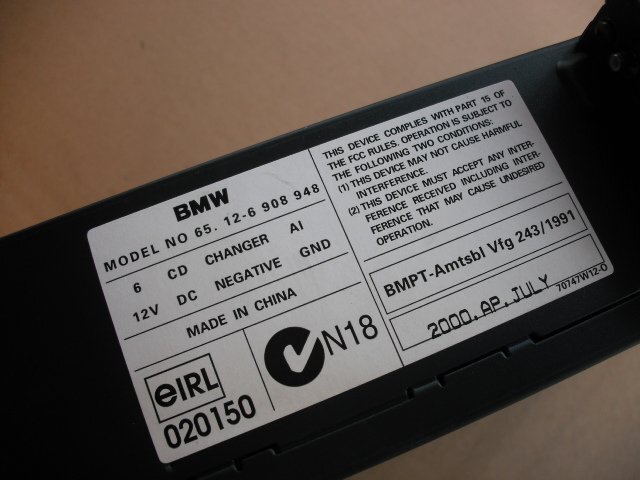 BMW
MODEL NO 65. 12-6 908 948
6 CD CHANGER AI
12V DC NEGATIVE GND
MADE IN CHINA
eIRL
020150
N18
THIS DEVICE COMPLIES WITH PART 15 OF
THE FCC RULES. OPERATION IS SUBJECT TO
THE FOLLOWING TWO CONDITIONS:
(1) THIS DEVICE MAY NOT CAUSE HARMFUL
INTERFERENCE.
(2) THIS DEVICE MUST ACCEPT ANY INTER-
FERENCE RECEIVED INCLUDING INTER-
FERENCE THAT MAY CAUSE UNDESIRED
OPERATION.
BMPT-Amtsbl Vfg 243/1991
2000.AP.JULY
70747W12-0